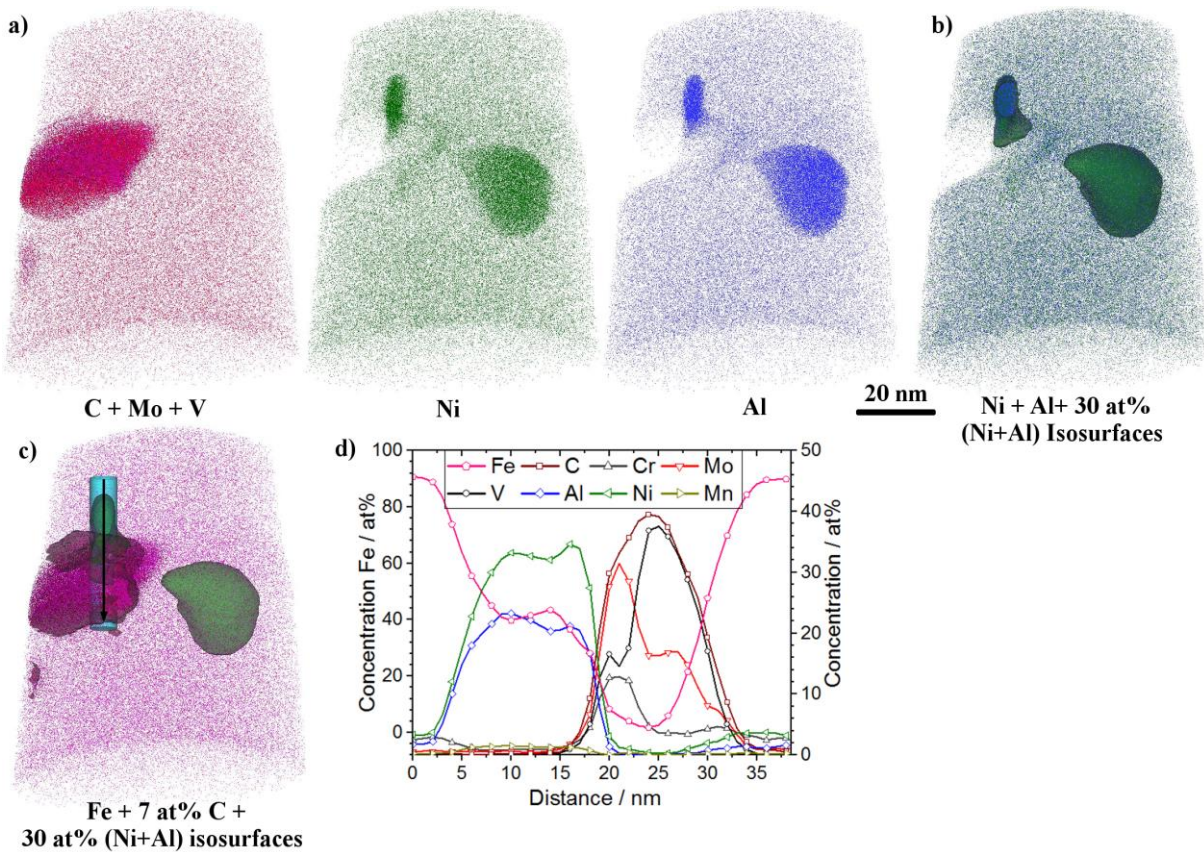 a)
b)
C + Mo + V
Ni
Al
20 nm
Ni + Al+ 30 at%
(Ni+Al) Isosurfaces
c)
Fe + 7 at% C +
30 at% (Ni+Al) isosurfaces
d)
Concentration Fe / at%
100
80
60
40
20
0
Fe C Cr Mo
V Al Ni Mn
50
40
30
20
10
0
Concentration / at%
0 5 10 15 20 25 30 35
Distance / nm